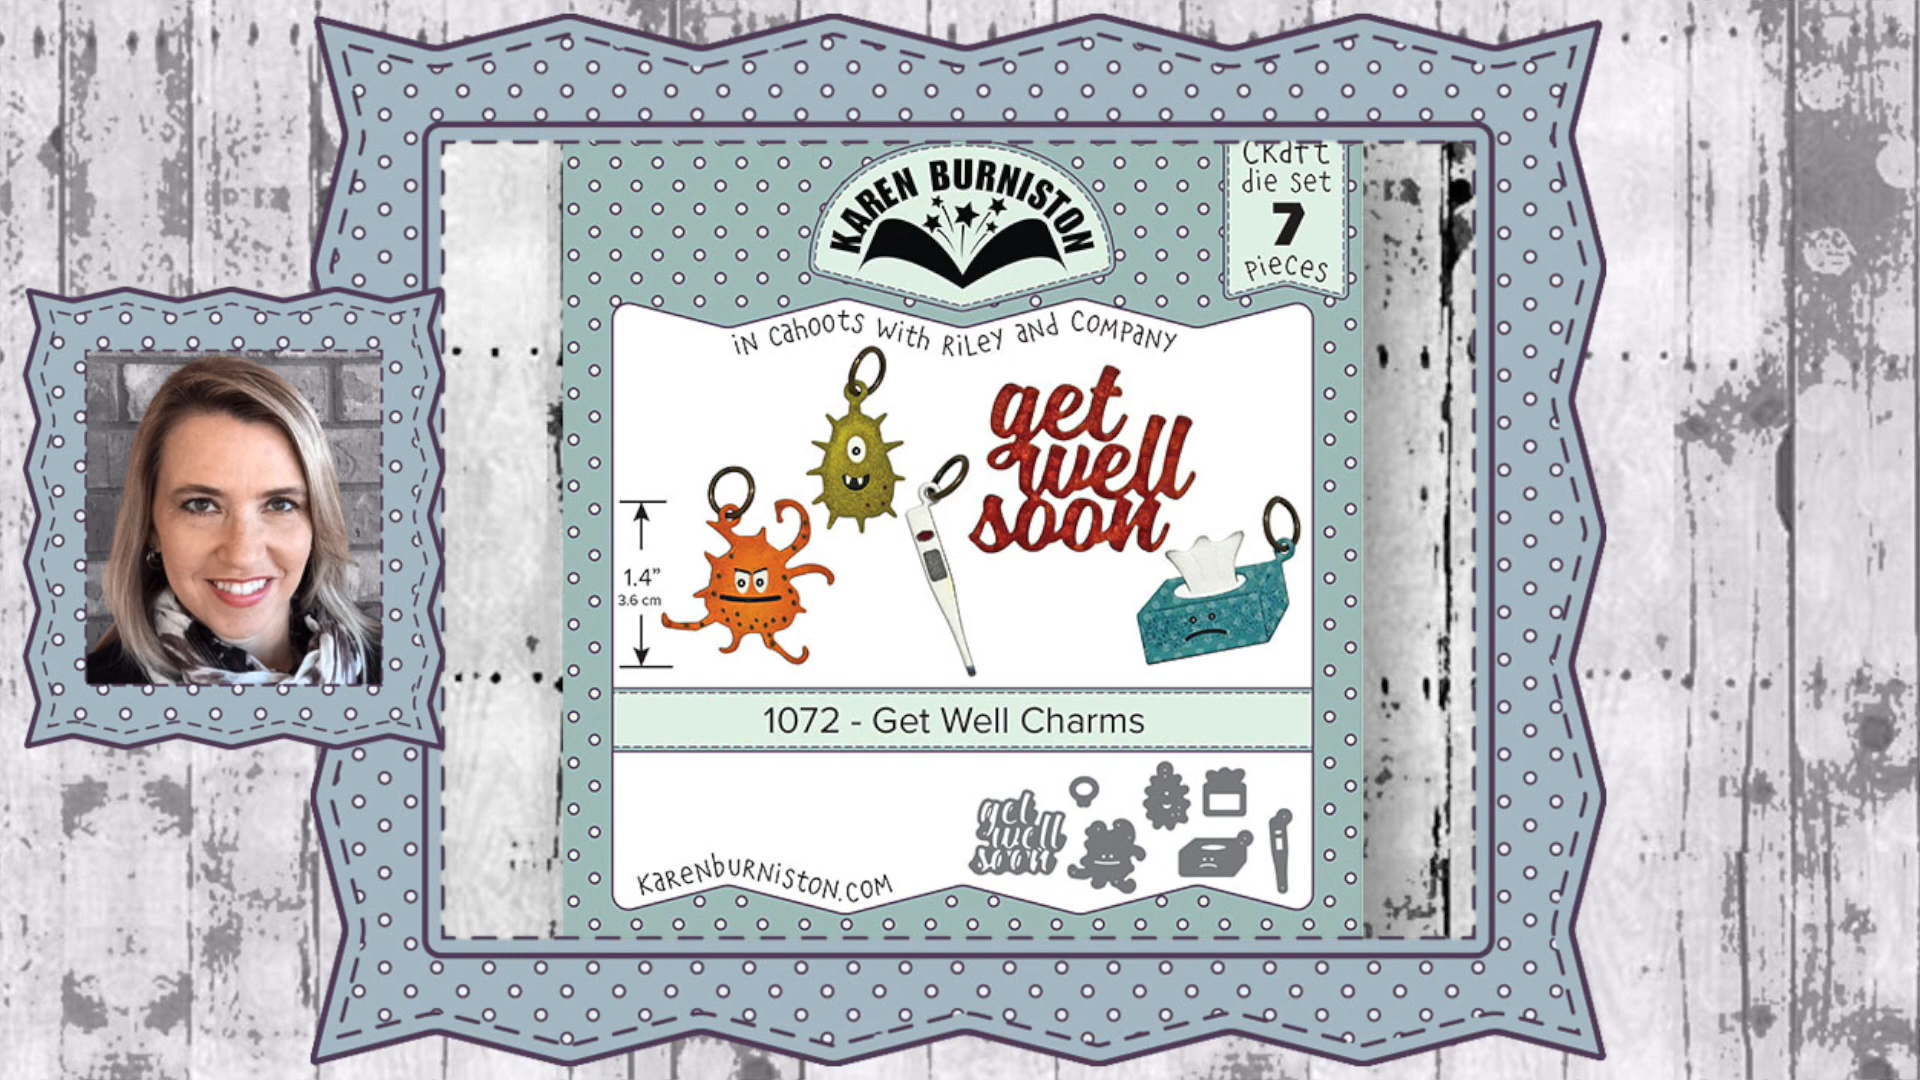 KAREN BURNISTON
CRAFT
die set
7
PIECES
IN CAHOOTS WITH RILEY AND COMPANY
get
well
soon
1.4”
3.6 cm
1072 - Get Well Charms
get
well
soon
KARENBURNISTON.COM